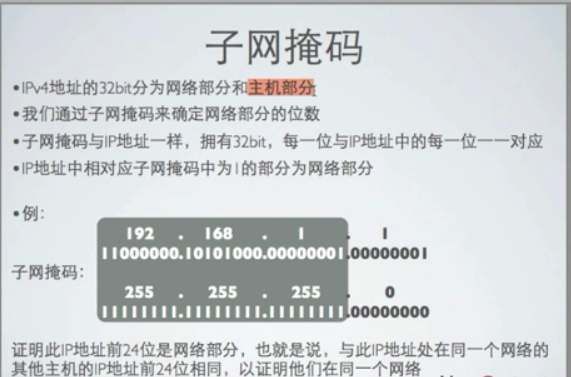 子网掩码
•IPv4地址的32bit分为网络部分和主机部分
•我们通过子网掩码来确定网络部分的位数
•子网掩码与IP地址一样，拥有32bit，每一位与IP地址中的每一位一一对应
•IP地址中相对应子网掩码中为1的部分为网络部分
•例：
192 . 168 . 1 . 1
11000000.10101000.00000001.00000001
子网掩码：
255 . 255 . 255 . 0
11111111.11111111.11111111.00000000
证明此IP地址前24位是网络部分，也就是说，与此IP地址处在同一个网络的
其他主机的IP地址前24位相同，以证明他们在同一个网络